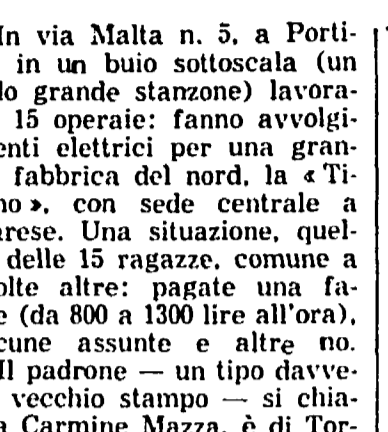 In via Malta n. 5, a Porti-
in un buio sottoscala (un
lo grande stanzone) lavora-
15 operaie: fanno avvolgi-
enti elettrici per una gran-
fabbrica del nord, la « Ti-
no », con sede centrale a
arese. Una situazione, quel-
delle 15 ragazze, comune a
olte altre: pagate una fa-
e (da 800 a 1300 lire all'ora),
cune assunte e altre no.
Il padrone — un tipo davve-
vecchio stampo — si chia-
a Carmine Mazza, è di Tor-